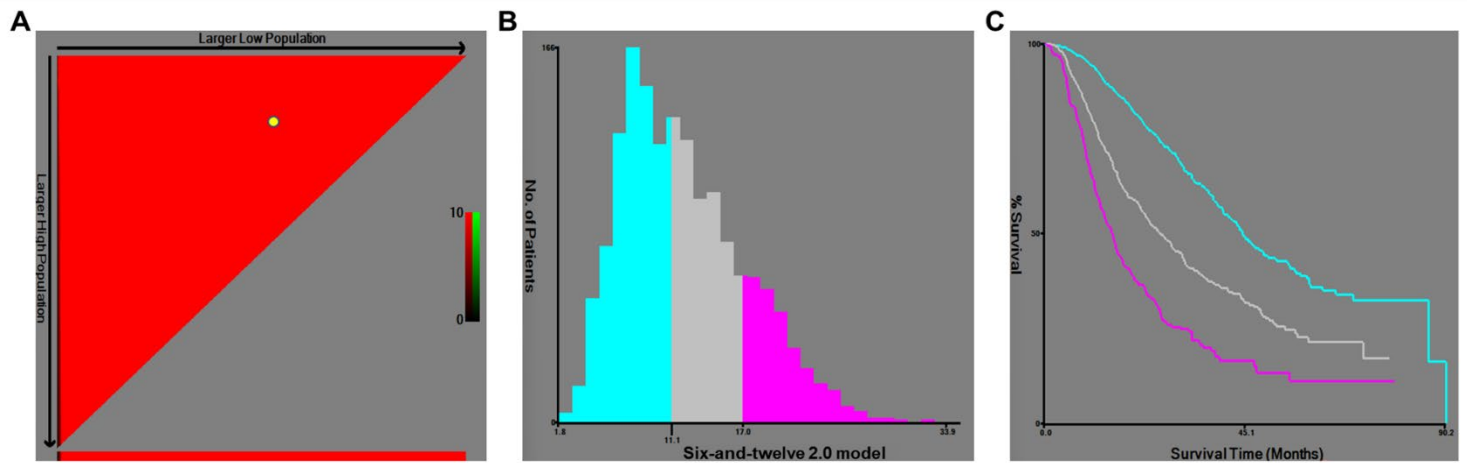 A
Larger Low Population
Larger High Population
10
0
B
166
No. of Patients
0
1.8
11.1
17.0
33.9
Six-and-twelve 2.0 model
C
100
% Survival
50
0
0.0
45.1
90.2
Survival Time (Months)